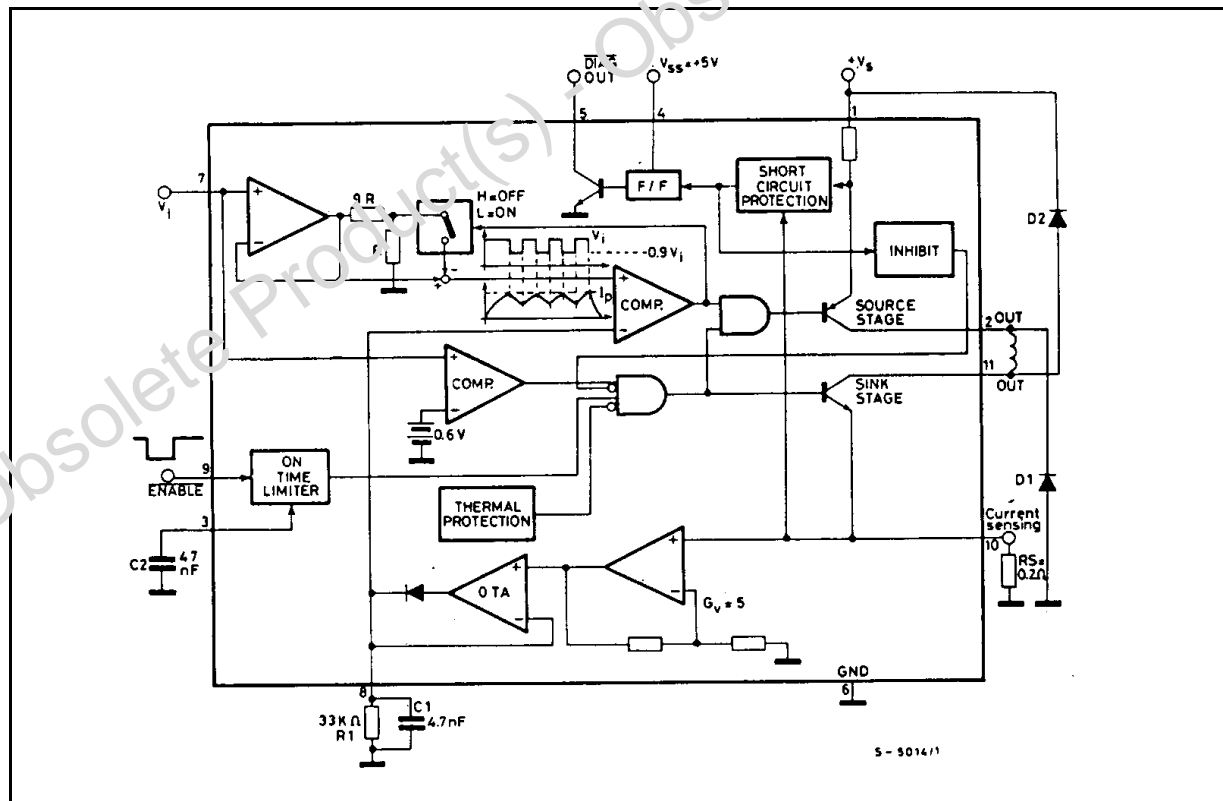 Obsolete Product(s) - Obs
DIAG
OUT
VSS=+5V
+Vs
5
4
1
7
Vi
+
-
9R
R
H=OFF
L=ON
Vi
0.9 Vi
Ip
+
-
F/F
SHORT
CIRCUIT
PROTECTION
INHIBIT
D2
+
COMP.
-
SOURCE
STAGE
2
OUT
11
OUT
SINK
STAGE
+
COMP.
-
0.6V
9
ENABLE
ON
TIME
LIMITER
3
C2
47
nF
THERMAL
PROTECTION
D1
Current
sensing
10
RS=
0.2Ω
+
OTA
-
+
-
Gv = 5
GND
6
8
33KΩ
R1
C1
4.7nF
S-5014/1